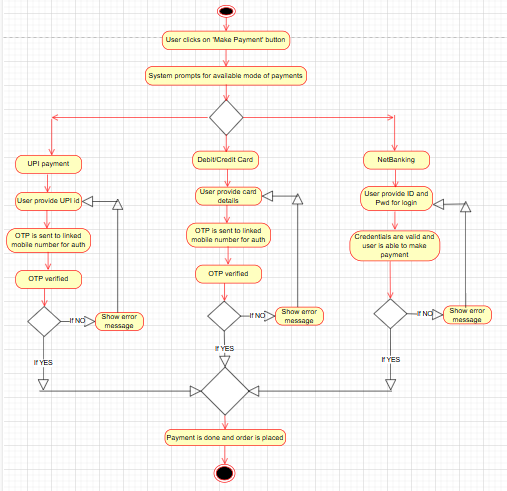 User clicks on 'Make Payment' button
System prompts for available mode of payments
UPI payment
Debit/Credit Card
NetBanking
User provide UPI id
User provide card
details
User provide ID and
Pwd for login
OTP is sent to linked
mobile number for auth
OTP is sent to linked
mobile number for auth
Credentials are valid and
user is able to make
payment
OTP verified
OTP verified
If NO
Show error
message
If NO
Show error
message
If NO
Show error
message
If YES
If YES
If YES
Payment is done and order is placed